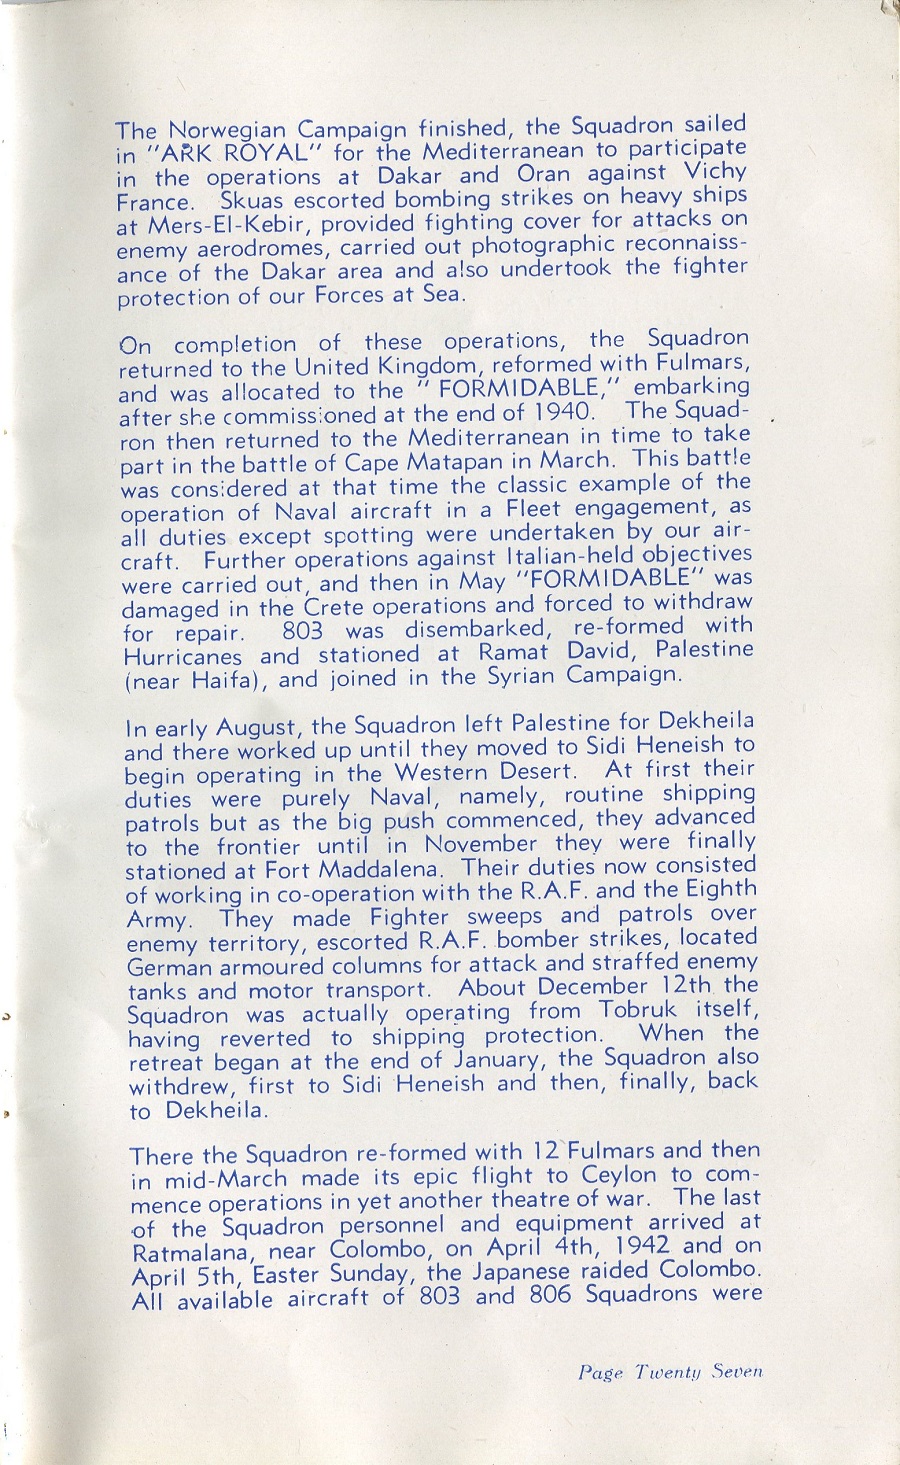 The Norwegian Campaign finished, the Squadron sailed
in "ARK ROYAL" for the Mediterranean to participate
in the operations at Dakar and Oran against Vichy
France. Skuas escorted bombing strikes on heavy ships
at Mers-El-Kebir, provided fighting cover for attacks on
enemy aerodromes, carried out photographic reconnaiss-
ance of the Dakar area and also undertook the fighter
protection of our Forces at Sea.
On completion of these operations, the Squadron
returned to the United Kingdom, reformed with Fulmars,
and was allocated to the " FORMIDABLE," embarking
after she commissioned at the end of 1940. The Squad-
ron then returned to the Mediterranean in time to take
part in the battle of Cape Matapan in March. This battle
was considered at that time the classic example of the
operation of Naval aircraft in a Fleet engagement, as
all duties except spotting were undertaken by our air-
craft. Further operations against Italian-held objectives
were carried out, and then in May "FORMIDABLE" was
damaged in the Crete operations and forced to withdraw
for repair. 803 was disembarked, re-formed with
Hurricanes and stationed at Ramat David, Palestine
(near Haifa), and joined in the Syrian Campaign.
In early August, the Squadron left Palestine for Dekheila
and there worked up until they moved to Sidi Heneish to
begin operating in the Western Desert. At first their
duties were purely Naval, namely, routine shipping
patrols but as the big push commenced, they advanced
to the frontier until in November they were finally
stationed at Fort Maddalena. Their duties now consisted
of working in co-operation with the R.A.F. and the Eighth
Army. They made Fighter sweeps and patrols over
enemy territory, escorted R.A.F. bomber strikes, located
German armoured columns for attack and straffed enemy
tanks and motor transport. About December 12th the
Squadron was actually operating from Tobruk itself,
having reverted to shipping protection. When the
retreat began at the end of January, the Squadron also
withdrew, first to Sidi Heneish and then, finally, back
to Dekheila.
There the Squadron re-formed with 12 Fulmars and then
in mid-March made its epic flight to Ceylon to com-
mence operations in yet another theatre of war. The last
of the Squadron personnel and equipment arrived at
Ratmalana, near Colombo, on April 4th, 1942 and on
April 5th, Easter Sunday, the Japanese raided Colombo.
All available aircraft of 803 and 806 Squadrons were
Page Twenty Seven